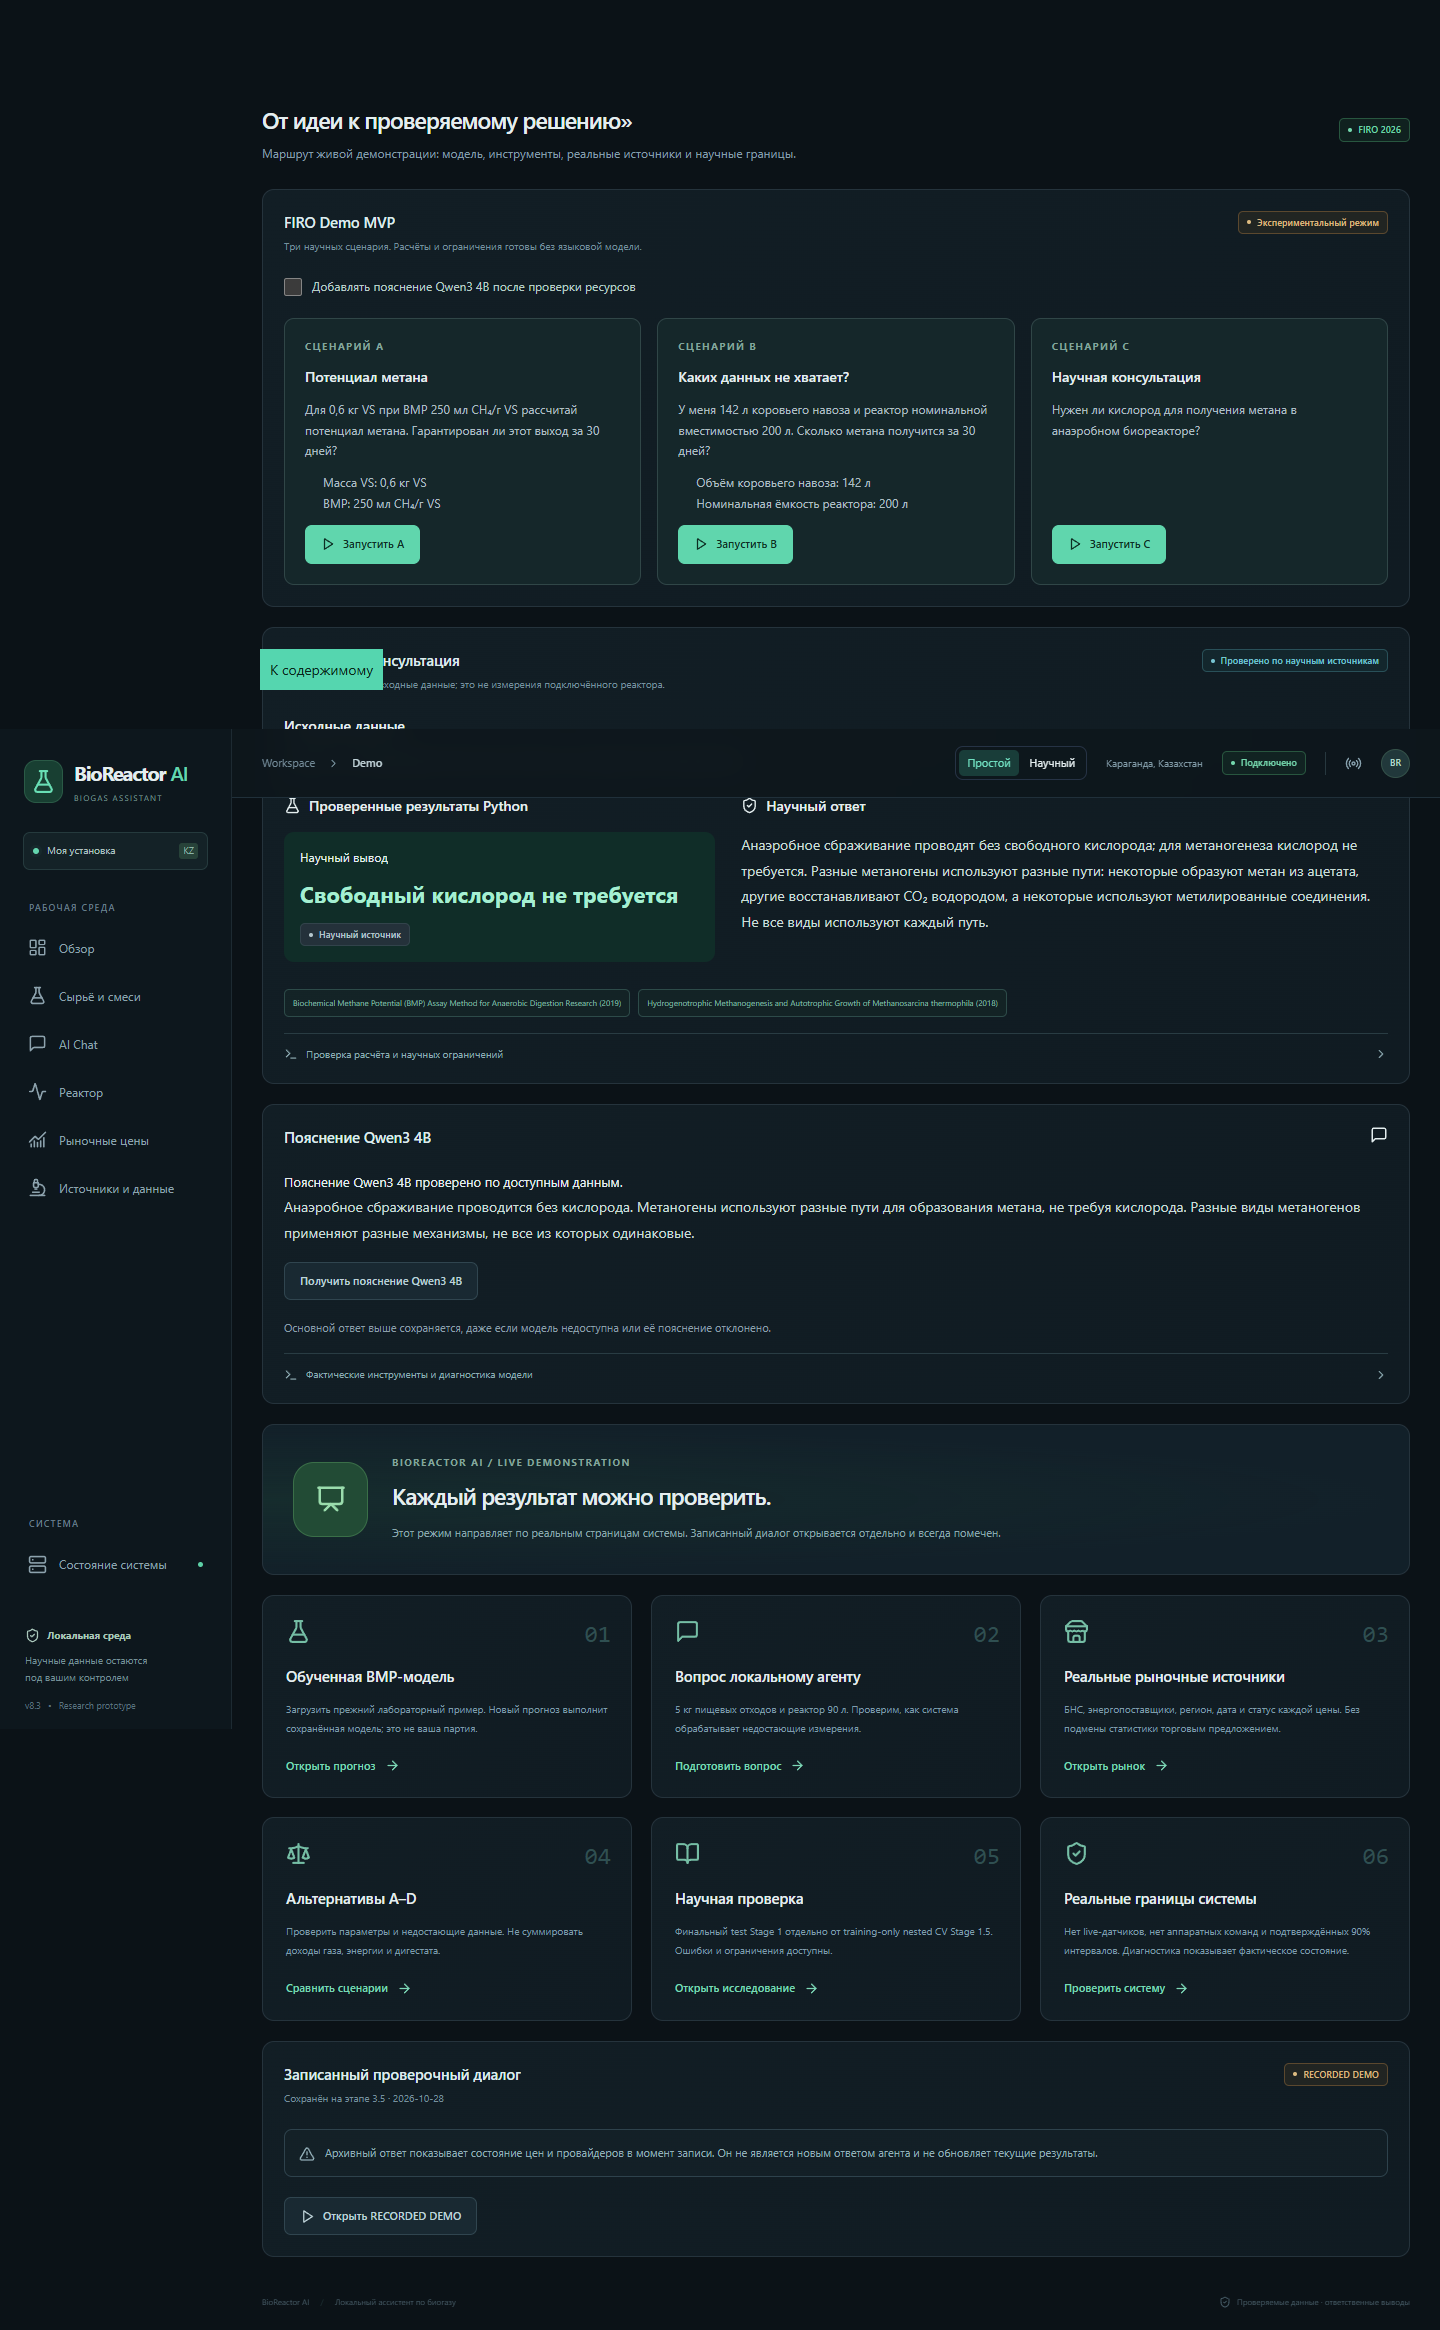 От идеи к проверяемому решению»
FIRO 2026
Маршрут живой демонстрации: модель, инструменты, реальные источники и научные границы.
FIRO Demo MVP
Экспериментальный режим
Три научных сценария. Расчёты и ограничения готовы без языковой модели.
Добавлять пояснение Qwen3 4B после проверки ресурсов
СЦЕНАРИЙ A
Потенциал метана
Для 0,6 кг VS при BMP 250 мл CH₄/г VS рассчитай
потенциал метана. Гарантирован ли этот выход за 30
дней?
Масса VS: 0,6 кг VS
BMP: 250 мл CH₄/г VS
Запустить A
СЦЕНАРИЙ B
Каких данных не хватает?
У меня 142 л коровьего навоза и реактор номинальной
вместимостью 200 л. Сколько метана получится за 30
дней?
Объём коровьего навоза: 142 л
Номинальная ёмкость реактора: 200 л
Запустить B
СЦЕНАРИЙ C
Научная консультация
Нужен ли кислород для получения метана в
анаэробном биореакторе?
Запустить C
К содержимому
нсультация
Проверено по научным источникам
ходные данные; это не измерения подключённого реактора.
Исходные данные
BioReactor AI
BIOGAS ASSISTANT
Моя установка
KZ
РАБОЧАЯ СРЕДА
Обзор
Сырьё и смеси
AI Chat
Реактор
Рыночные цены
Источники и данные
СИСТЕМА
Состояние системы
Локальная среда
Научные данные остаются
под вашим контролем
v8.3 • Research prototype
Workspace
Demo
Простой
Научный
Караганда, Казахстан
Подключено
BR
Проверенные результаты Python
Научный вывод
Свободный кислород не требуется
Научный источник
Научный ответ
Анаэробное сбраживание проводят без свободного кислорода; для метаногенеза кислород не
требуется. Разные метаногены используют разные пути: некоторые образуют метан из ацетата,
другие восстанавливают CO₂ водородом, а некоторые используют метилированные соединения.
Не все виды используют каждый путь.
Biochemical Methane Potential (BMP) Assay Method for Anaerobic Digestion Research (2019)
Hydrogenotrophic Methanogenesis and Autotrophic Growth of Methanosarcina thermophila (2018)
Проверка расчёта и научных ограничений
Пояснение Qwen3 4B
Пояснение Qwen3 4B проверено по доступным данным.
Анаэробное сбраживание проводится без кислорода. Метаногены используют разные пути для образования метана, не требуя кислорода. Разные виды метаногенов
применяют разные механизмы, не все из которых одинаковые.
Получить пояснение Qwen3 4B
Основной ответ выше сохраняется, даже если модель недоступна или её пояснение отклонено.
Фактические инструменты и диагностика модели
BIOREACTOR AI / LIVE DEMONSTRATION
Каждый результат можно проверить.
Этот режим направляет по реальным страницам системы. Записанный диалог открывается отдельно и всегда помечен.
01
Обученная BMP-модель
Загрузить прежний лабораторный пример. Новый прогноз выполнит
сохранённая модель; это не ваша партия.
Открыть прогноз
02
Вопрос локальному агенту
5 кг пищевых отходов и реактор 90 л. Проверим, как система
обрабатывает недостающие измерения.
Подготовить вопрос
03
Реальные рыночные источники
БНС, энергопоставщики, регион, дата и статус каждой цены. Без
подмены статистики торговым предложением.
Открыть рынок
04
Альтернативы A–D
Проверить параметры и недостающие данные. Не суммировать
доходы газа, энергии и дигестата.
Сравнить сценарии
05
Научная проверка
Финальный test Stage 1 отдельно от training-only nested CV Stage 1.5.
Ошибки и ограничения доступны.
Открыть исследование
06
Реальные границы системы
Нет live-датчиков, нет аппаратных команд и подтверждённых 90%
интервалов. Диагностика показывает фактическое состояние.
Проверить систему
Записанный проверочный диалог
RECORDED DEMO
Сохранён на этапе 3.5 · 2026-10-28
Архивный ответ показывает состояние цен и провайдеров в момент записи. Он не является новым ответом агента и не обновляет текущие результаты.
Открыть RECORDED DEMO
BioReactor AI / Локальный ассистент по биогазу
Проверяемые данные · ответственные выводы